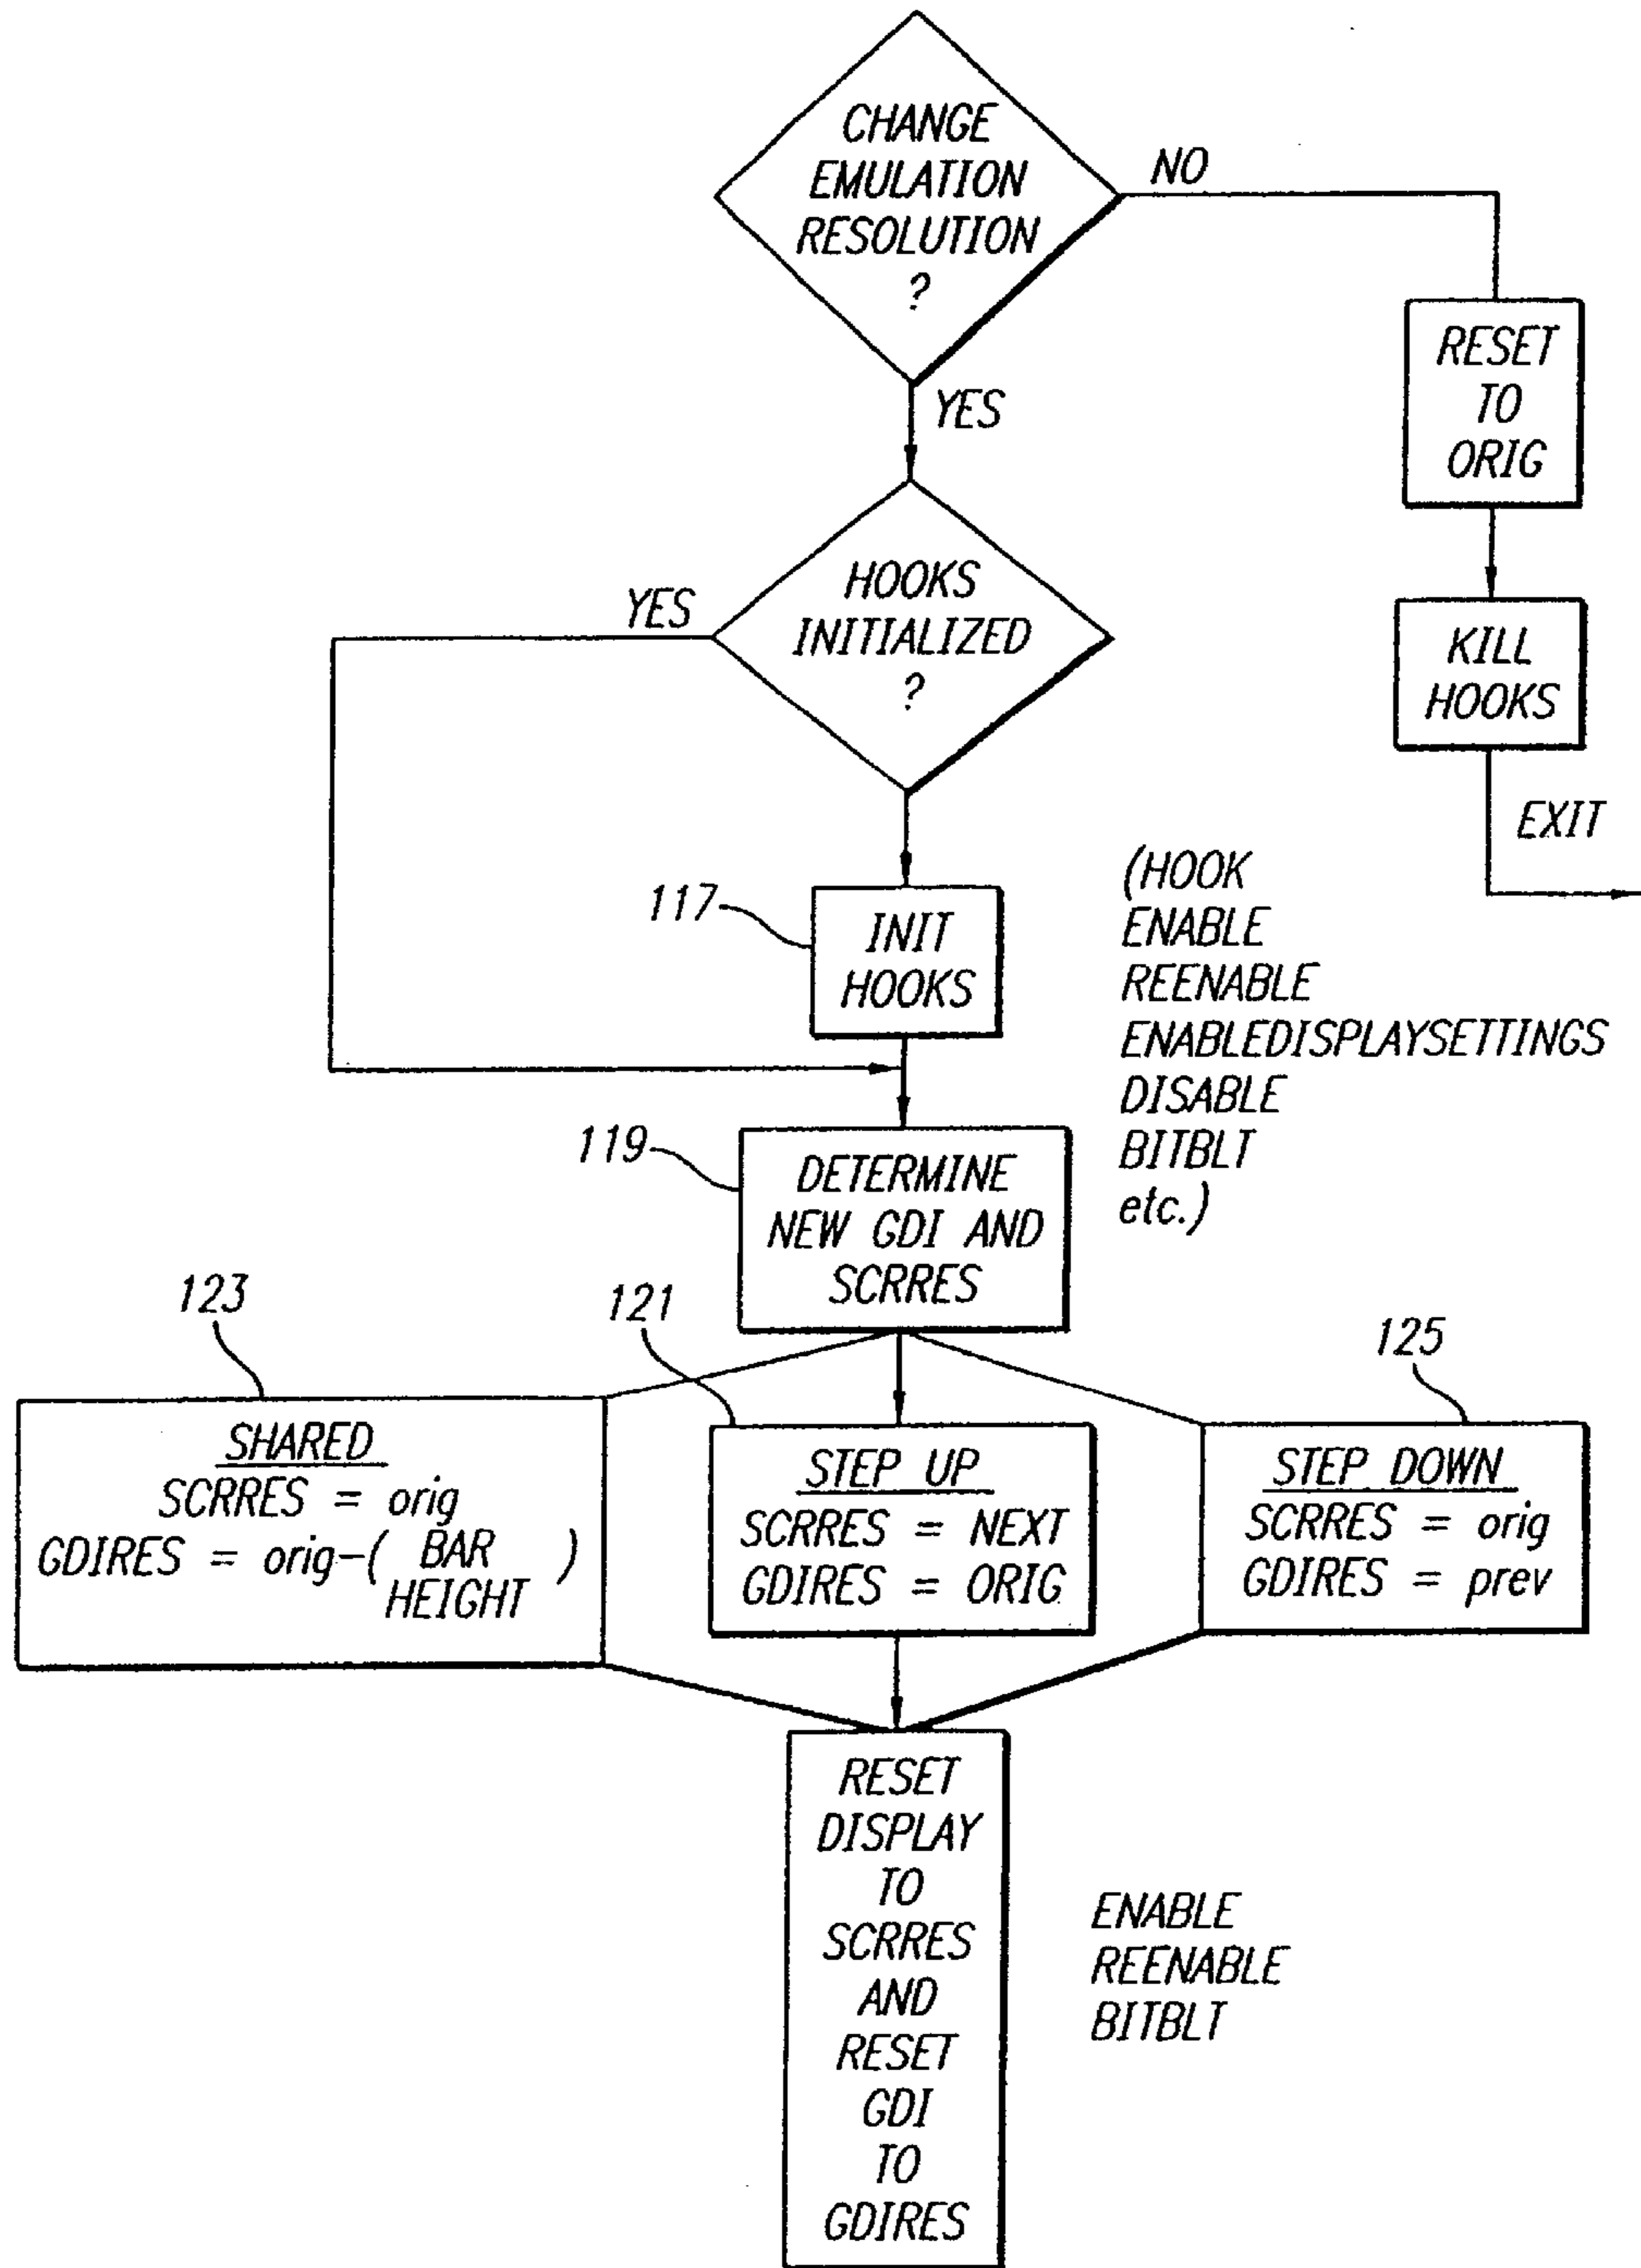 CHANGE
EMULATION
RESOLUTION
?
NO
YES
RESET
TO
ORIG
KILL
HOOKS
EXIT
HOOKS
INITIALIZED
?
YES
117
INIT
HOOKS
(HOOK
ENABLE
REENABLE
ENABLEDISPLAYSETTINGS
DISABLE
BITBLT
etc.)
119
DETERMINE
NEW GDI AND
SCRRES
123
SHARED
SCRRES = orig
GDIRES = orig-( BAR
HEIGHT )
121
STEP UP
SCRRES = NEXT
GDIRES = ORIG
125
STEP DOWN
SCRRES = orig
GDIRES = prev
RESET
DISPLAY
TO
SCRRES
AND
RESET
GDI
TO
GDIRES
ENABLE
REENABLE
BITBLT